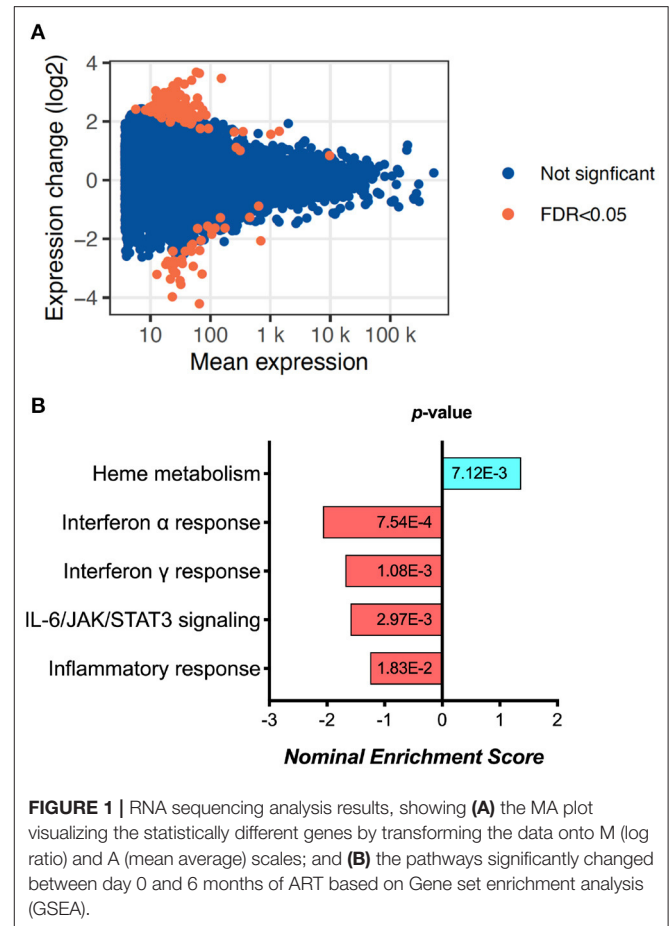 A
Expression change (log2)
4
2
0
−2
−4
10 100 1 k 10 k 100 k
Mean expression
Not signficant
FDR<0.05
B
p-value
Heme metabolism
7.12E-3
Interferon α response
7.54E-4
Interferon γ response
1.08E-3
IL-6/JAK/STAT3 signaling
2.97E-3
Inflammatory response
1.83E-2
-3 -2 -1 0 1 2
Nominal Enrichment Score
FIGURE 1 | RNA sequencing analysis results, showing (A) the MA plot
visualizing the statistically different genes by transforming the data onto M (log
ratio) and A (mean average) scales; and (B) the pathways significantly changed
between day 0 and 6 months of ART based on Gene set enrichment analysis
(GSEA).